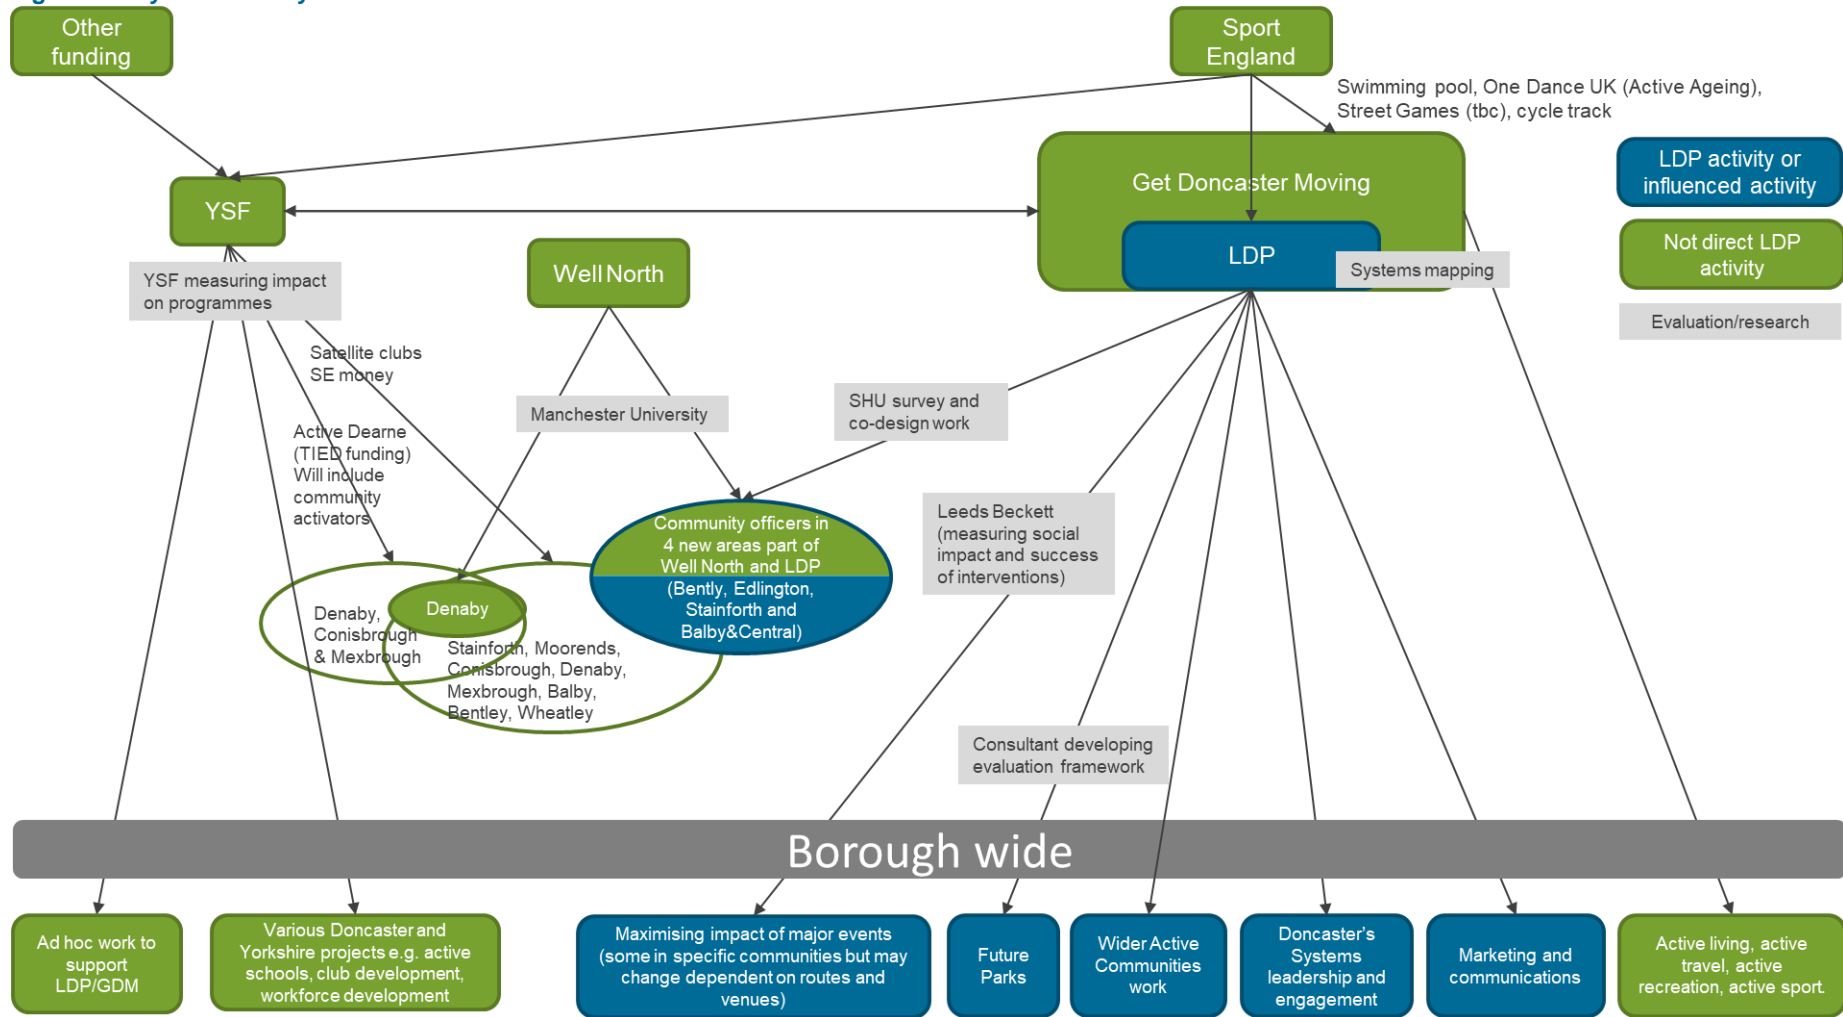 Other
funding
Sport
England
Swimming pool, One Dance UK (Active Ageing),
Street Games (tbc), cycle track
LDP activity or
influenced activity
Get Doncaster Moving
YSF
LDP
Not direct LDP
activity
Well North
Systems mapping
YSF measuring impact
on programmes
Evaluation/research
Satellite clubs
SE money
Manchester University
SHU survey and
co-design work
Active Dearne
(TIED funding)
Will include
community
activators
Leeds Beckett
(measuring social
impact and success
of interventions)
Community officers in
4 new areas part of
Well North and LDP
(Bently, Edlington,
Stainforth and
Balby&Central)
Denaby
Denaby,
Conisbrough
& Mexbrough
Stainforth, Moorends,
Conisbrough, Denaby,
Mexbrough, Balby,
Bentley, Wheatley
Consultant developing
evaluation framework
Borough wide
Ad hoc work to
support
LDP/GDM
Various Doncaster and
Yorkshire projects e.g. active
schools, club development,
workforce development
Maximising impact of major events
(some in specific communities but may
change dependent on routes and
venues)
Future
Parks
Wider Active
Communities
work
Doncaster's
Systems
leadership and
engagement
Marketing and
communications
Active living, active
travel, active
recreation, active sport.